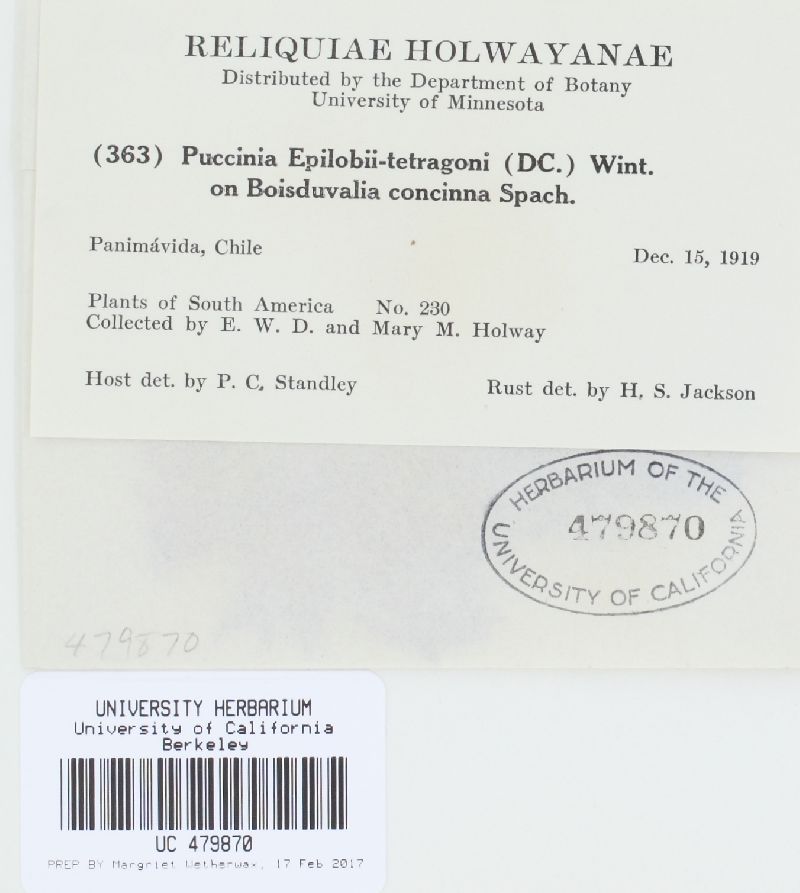 RELIQUIAE HOLWAYANAE
Distributed by the Department of Botany
University of Minnesota
(363) Puccinia Epilobii-tetragoni (DC.) Wint.
on Boisduvalia concinna Spach.
Panimávida, Chile Dec. 15, 1919
Plants of South America No. 230
Collected by E. W. D. and Mary M. Holway
Host det. by P. C. Standley Rust det. by H. S. Jackson
HERBARIUM OF THE
479870
UNIVERSITY OF CALIFORNIA
479870
UNIVERSITY HERBARIUM
University of California
Berkeley
UC 479870
PREP BY Margriet Wetherwax, 17 Feb 2017